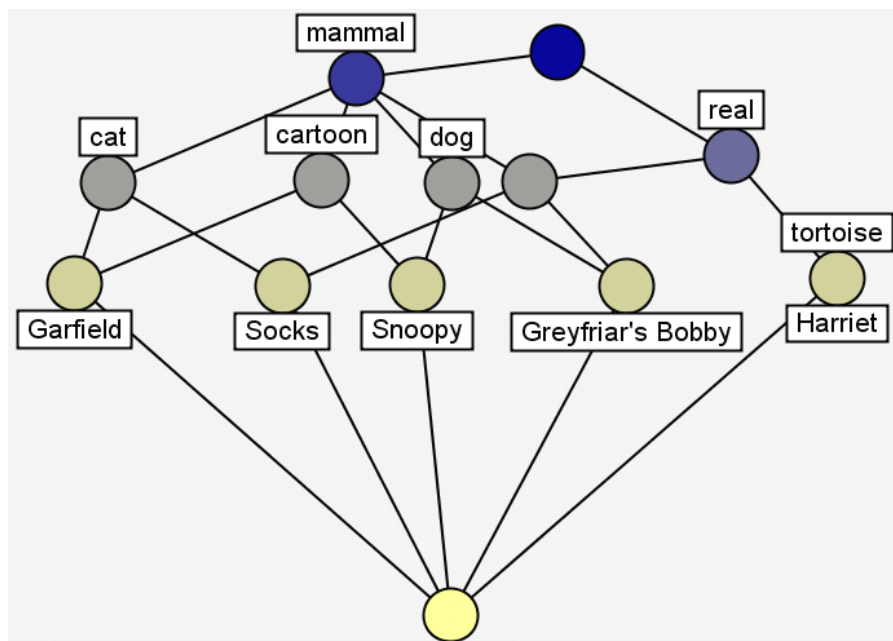 mammal
real
cat
cartoon
dog
tortoise
Garfield
Socks
Snoopy
Greyfriar's Bobby
Harriet